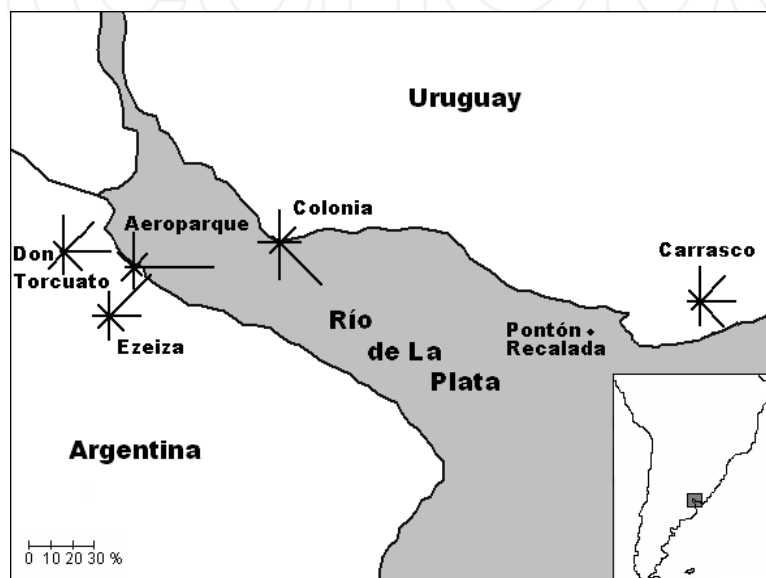 Uruguay
Colonia
Aeroparque
Don
Torcuato
Carrasco
Ezeiza
Río
de La
Plata
Pontón
Recalada
Argentina
0 10 20 30 %